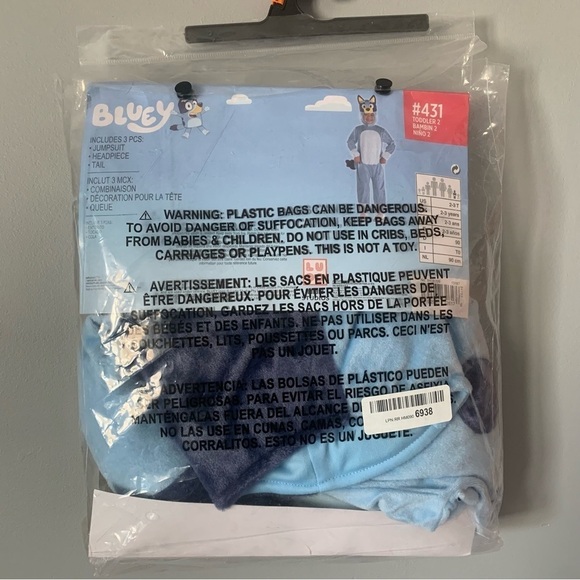 BLUEY
INCLUDES 3 PCS:
• JUMPSUIT
• HEADPIECE
• TAIL
INCLUT 3 MCX:
• COMBINAISON
• DÉCORATION POUR LA TÊTE
• QUEUE
#431
TODDLER 2
BAMBIN 2
NIÑO 2
US
NL
WARNING: PLASTIC BAGS CAN BE DANGEROUS.
TO AVOID DANGER OF SUFFOCATION, KEEP BAGS AWAY
FROM BABIES & CHILDREN. DO NOT USE IN CRIBS, BEDS,
CARRIAGES OR PLAYPENS. THIS IS NOT A TOY.
AVERTISSEMENT: LES SACS EN PLASTIQUE PEUVENT
ÊTRE DANGEREUX. POUR ÉVITER LES DANGERS DE
SUFFOCATION, GARDEZ LES SACS HORS DE LA PORTÉE
DES BÉBÉS ET DES ENFANTS. NE PAS UTILISER DANS LES
COUCHETTES, LITS, POUSSETTES OU PARCS. CECI N'EST
PAS UN JOUET.
ADVERTENCIA: LAS BOLSAS DE PLÁSTICO PUEDEN
SER PELIGROSAS. PARA EVITAR EL RIESGO DE ASFIXIA
MANTÉNGALAS FUERA DEL ALCANCE DE
NO LAS USE EN CUNAS, CAMAS,
CORRALITOS. ESTO NO ES UN JUGUETE.
6938